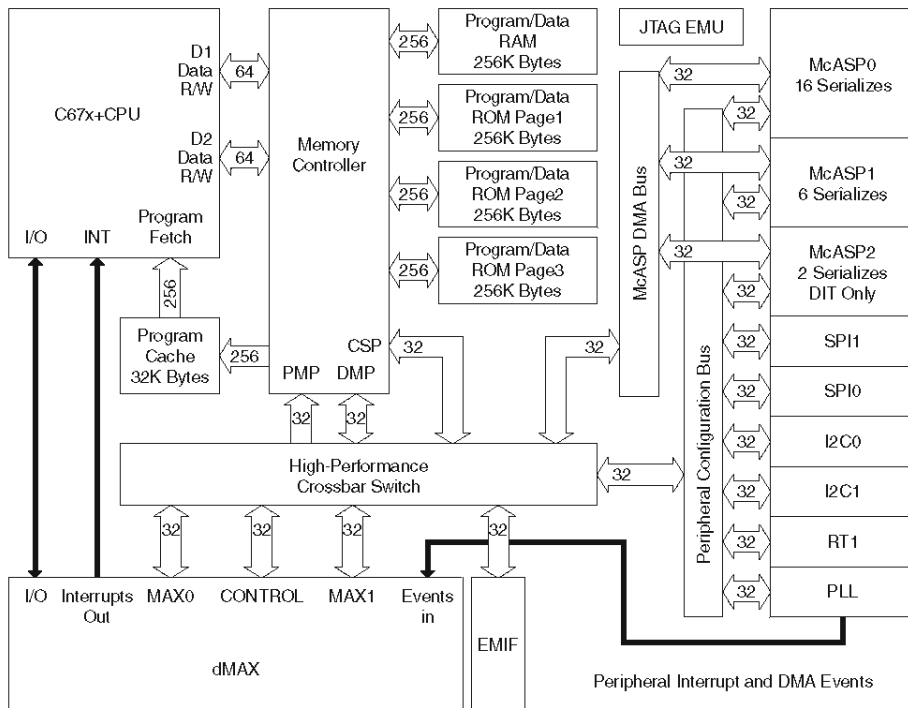 C67x+CPU
D1
Data
R/W
D2
Data
R/W
Program
Fetch
I/O
INT
64
64
256
Program
Cache
32K Bytes
256
Memory
Controller
CSP
PMP
DMP
256
256
256
256
Program/Data
RAM
256K Bytes
Program/Data
ROM Page1
256K Bytes
Program/Data
ROM Page2
256K Bytes
Program/Data
ROM Page3
256K Bytes
JTAG EMU
McASP DMA Bus
Peripheral Configuration Bus
32
32
32
32
32
32
32
32
32
32
32
32
McASP0
16 Serializes
McASP1
6 Serializes
McASP2
2 Serializes
DIT Only
SPI1
SPI0
I2C0
I2C1
RT1
PLL
32
32
32
32
32
High-Performance
Crossbar Switch
32
32
32
32
I/O
Interrupts
Out
MAX0
CONTROL
MAX1
Events
in
dMAX
EMIF
Peripheral Interrupt and DMA Events